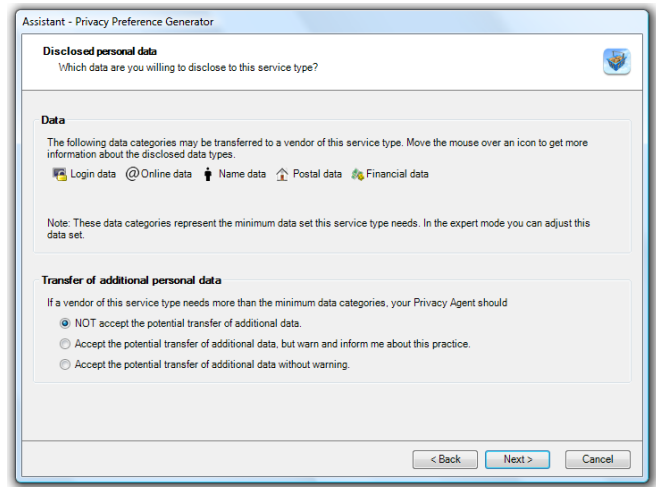 Assistant - Privacy Preference Generator
Disclosed personal data
Which data are you willing to disclose to this service type?
Data
The following data categories may be transferred to a vendor of this service type. Move the mouse over an icon to get more
information about the disclosed data types.
Login data @ Online data Name data Postal data Financial data
Note: These data categories represent the minimum data set this service type needs. In the expert mode you can adjust this
data set.
Transfer of additional personal data
If a vendor of this service type needs more than the minimum data categories, your Privacy Agent should
NOT accept the potential transfer of additional data.
Accept the potential transfer of additional data, but warn and inform me about this practice.
Accept the potential transfer of additional data without warning.
< Back Next > Cancel